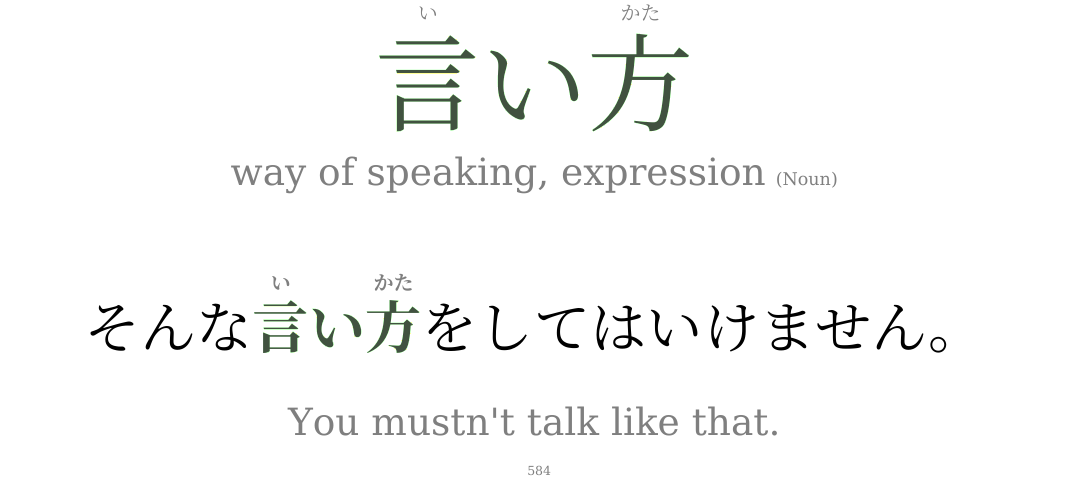 い かた
言い方
way of speaking, expression (Noun)
い かた
そんな言い方をしてはいけません。
You mustn't talk like that.
584